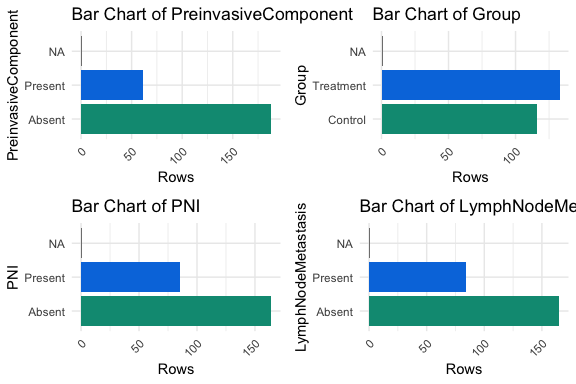 Bar Chart of PreinvasiveComponent
PreinvasiveComponent
NA
Present
Absent
0
50
100
150
Rows
Bar Chart of Group
Group
NA
Treatment
Control
0
50
100
Rows
Bar Chart of PNI
PNI
NA
Present
Absent
0
50
100
150
Rows
Bar Chart of LymphNodeMe
LymphNodeMetastasis
NA
Present
Absent
0
50
100
150
Rows